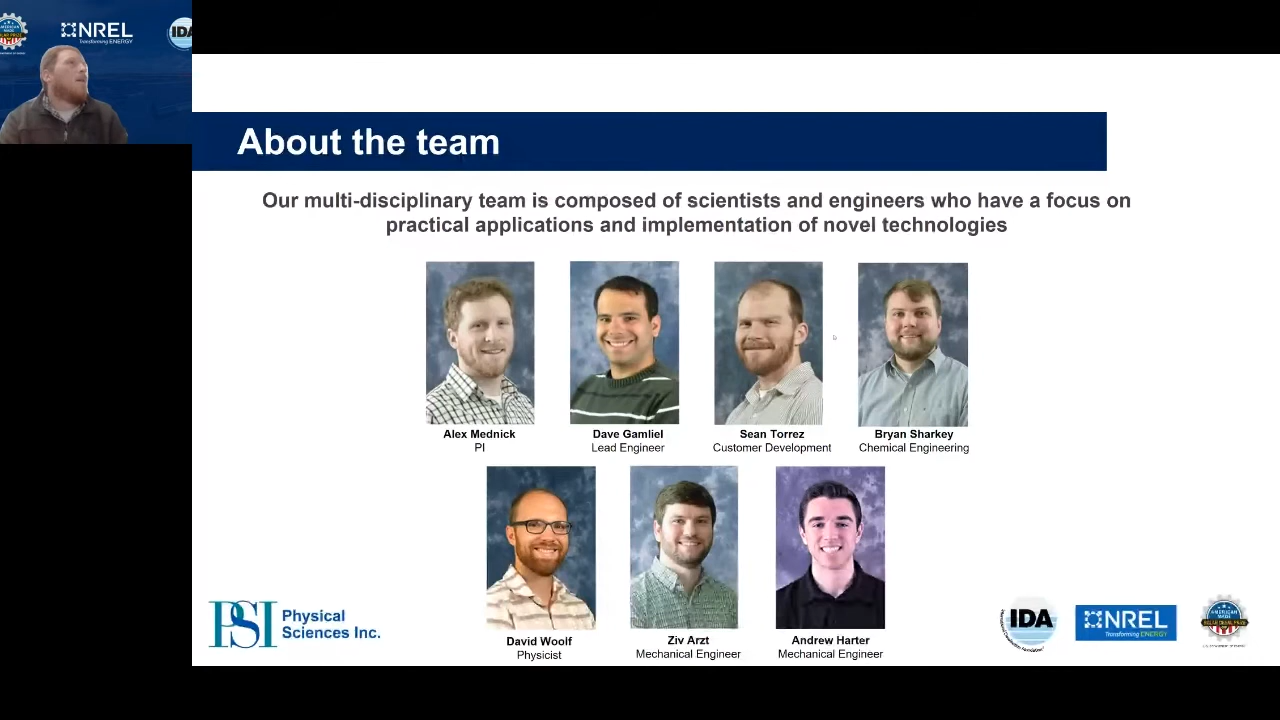 NREL
Transforming ENERGY
About the team
Our multi-disciplinary team is composed of scientists and engineers who have a focus on
practical applications and implementation of novel technologies
Alex Mednick
PI
Dave Gamliel
Lead Engineer
Sean Torrez
Customer Development
Bryan Sharkey
Chemical Engineering
David Woolf
Physicist
Ziv Arzt
Mechanical Engineer
Andrew Harter
Mechanical Engineer
PSI
Physical
Sciences Inc.
IDA
NREL
Transforming ENERGY
AMERICAN
MADE